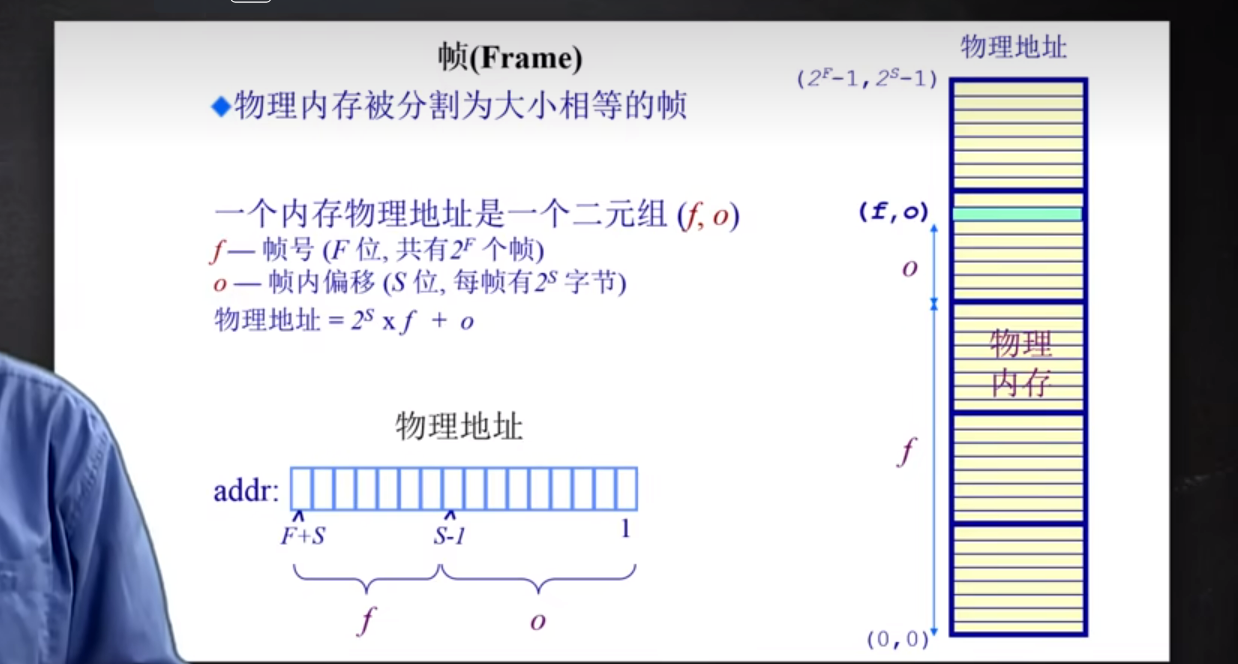 帧(Frame)
◆物理内存被分割为大小相等的帧
一个内存物理地址是一个二元组 (f, o)
f — 帧号 (F 位, 共有2^F 个帧)
o — 帧内偏移 (S 位, 每帧有2^S 字节)
物理地址 = 2^S x f + o
物理地址
addr:
F+S
S-1
1
f
o
物理地址
(2^F-1, 2^S-1)
(f,o)
o
物理
内存
f
(0,0)